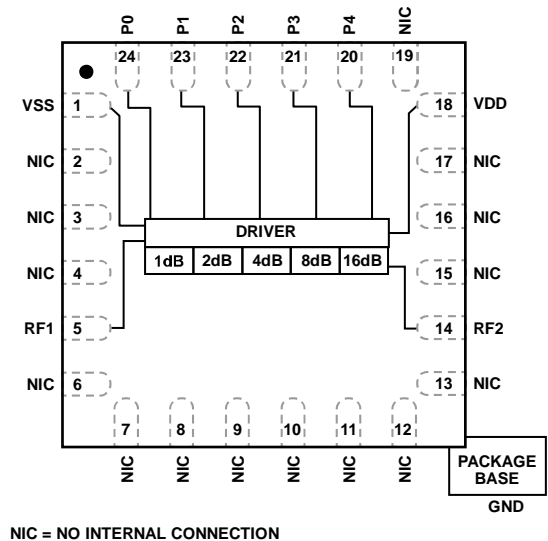 P0 P1 P2 P3 P4 NIC
24 23 22 21 20 19
VSS 1 18 VDD
NIC 2 17 NIC
NIC 3 16 NIC
DRIVER
1dB 2dB 4dB 8dB 16dB
NIC 4 15 NIC
RF1 5 14 RF2
NIC 6 13 NIC
7 8 9 10 11 12
NIC NIC NIC NIC NIC NIC
PACKAGE
BASE
GND
NIC = NO INTERNAL CONNECTION